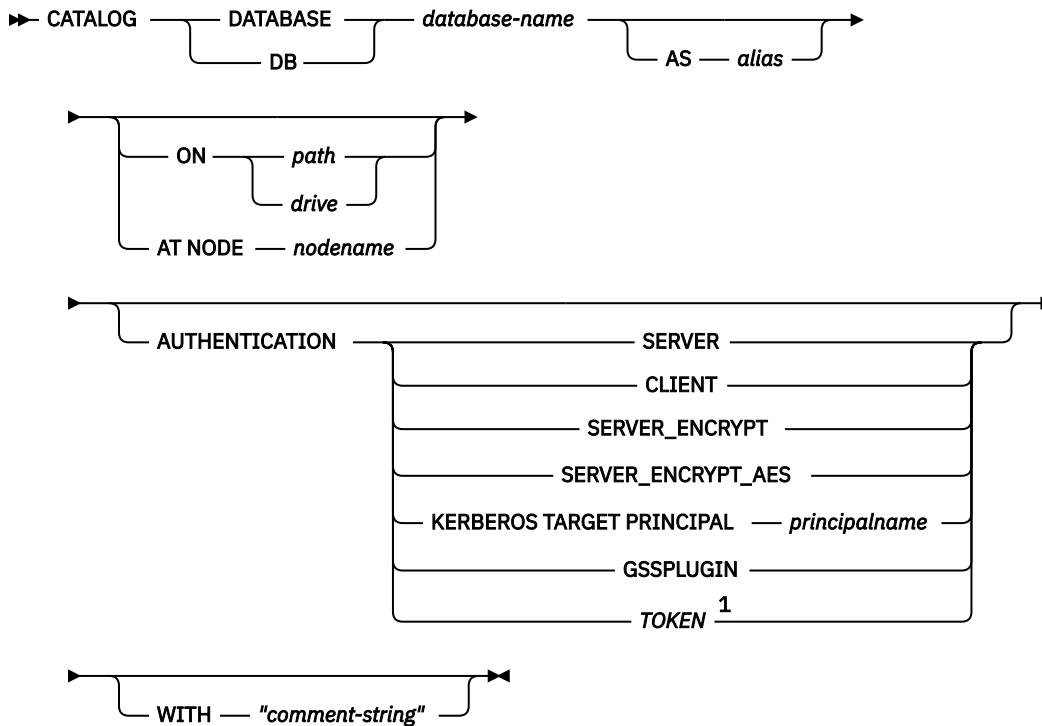 CATALOG DATABASE database-name
DB AS alias
ON path
drive
AT NODE nodename
AUTHENTICATION SERVER
CLIENT
SERVER_ENCRYPT
SERVER_ENCRYPT_AES
KERBEROS TARGET PRINCIPAL principalname
GSSPLUGIN
TOKEN 1
WITH "comment-string"